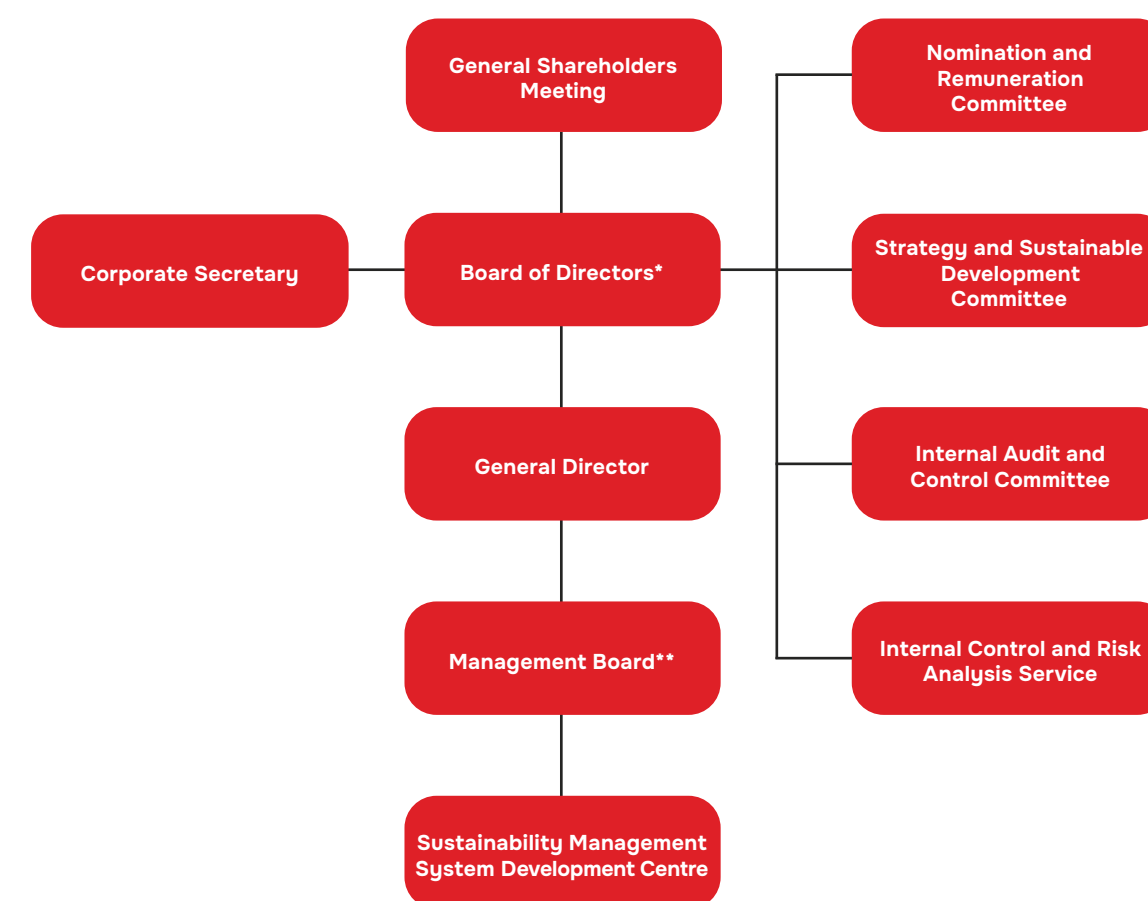 General Shareholders
Meeting
Nomination and
Remuneration
Committee
Corporate Secretary
Board of Directors*
Strategy and Sustainable
Development
Committee
General Director
Internal Audit and
Control Committee
Management Board**
Internal Control and Risk
Analysis Service
Sustainability Management
System Development Centre